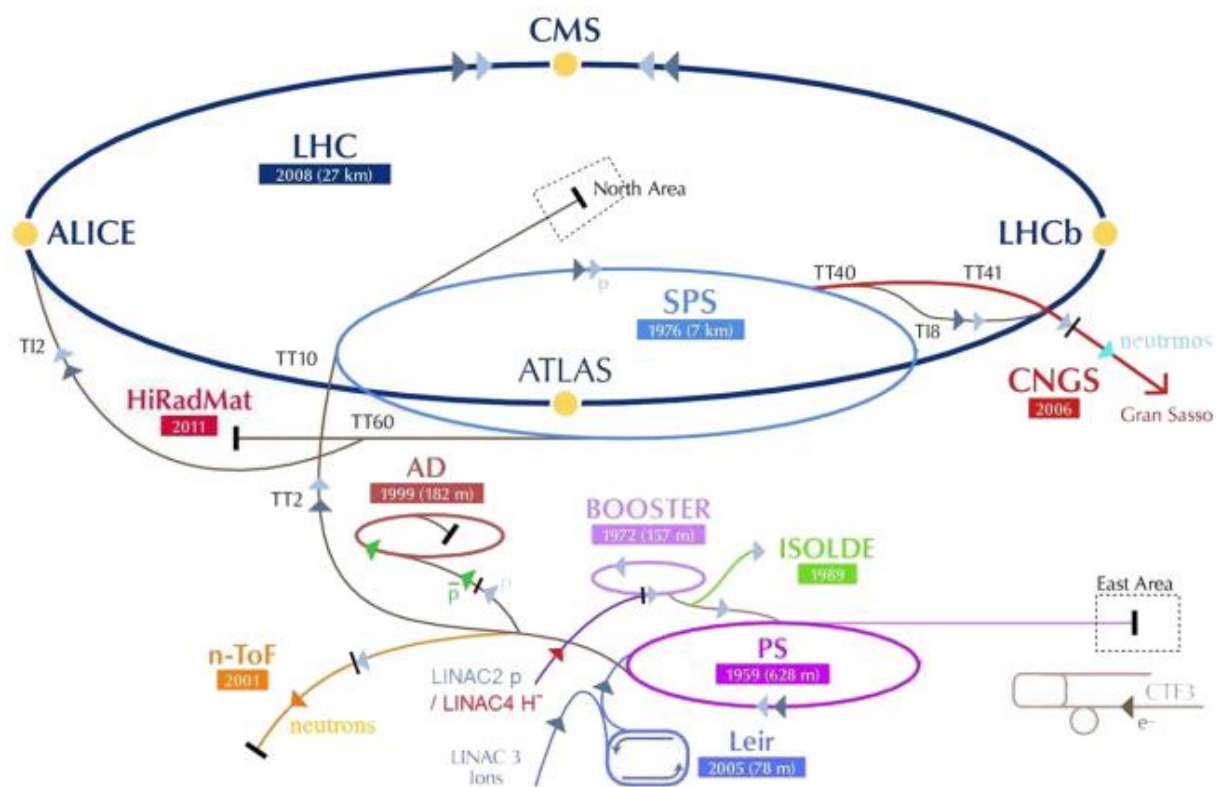 CMS
LHC
2008 (27 km)
North Area
ALICE
LHCb
TT40
TT41
SPS
1976 (7 km)
p
TI8
TI2
TT10
ATLAS
neutrinos
CNGS
2006
Gran Sasso
HiRadMat
2011
TT60
AD
1999 (182 m)
TT2
BOOSTER
1972 (157 m)
ISOLDE
1989
p
p
East Area
n-ToF
2001
neutrons
LINAC2 p
/ LINAC4 H⁻
PS
1959 (628 m)
CTF3
e⁻
LINAC 3
Ions
Leir
2005 (78 m)